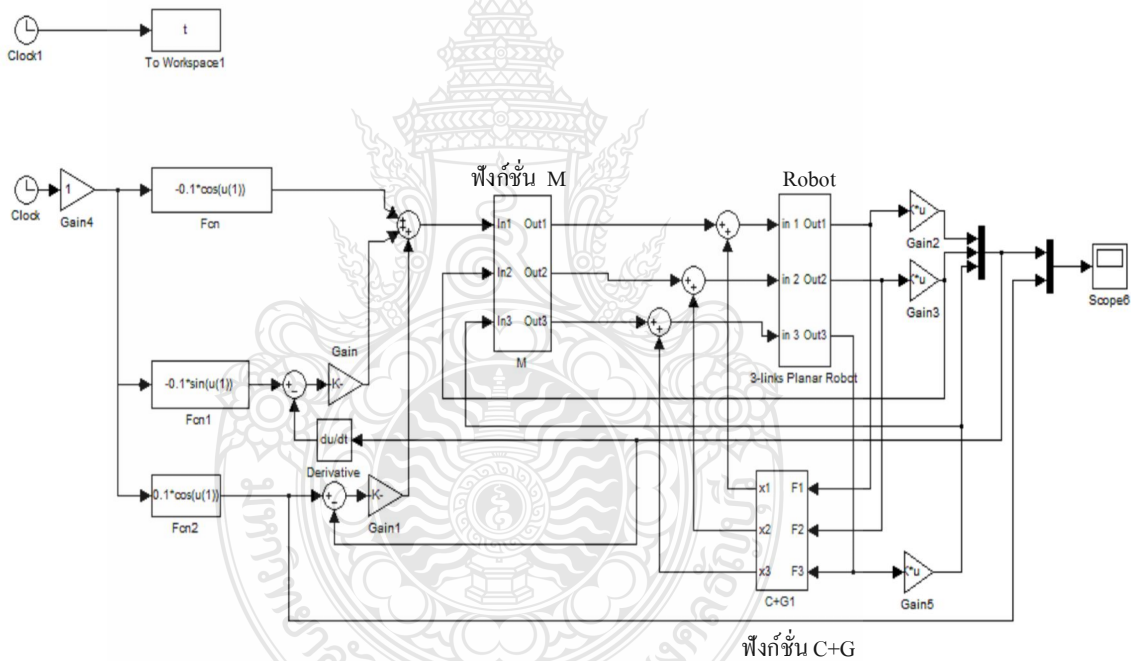 t
Clock1
To Workspace1
ฟังก์ชั่น M
Robot
1
-0.1*cos(u(1))
Clock
Gain4
Fcn
In1 Out1
In2 Out2
In3 Out3
M
in 1 Out1
in 2 Out2
in 3 Out3
3-links Planar Robot
*u
Gain2
*u
Gain3
Scope6
Gain
K-
-0.1*sin(u(1))
Fcn1
du/dt
Derivative
0.1*cos(u(1))
Fcn2
K-
Gain1
x1 F1
x2 F2
x3 F3
C+G1
*u
Gain5
ฟังก์ชั่น C+G